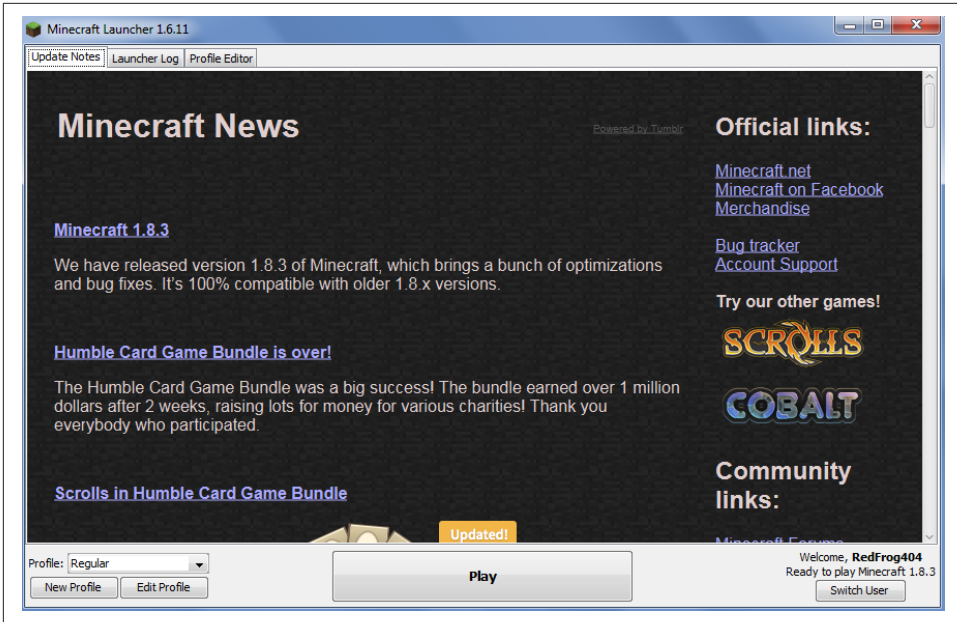 Minecraft Launcher 1.6.11
Update Notes Launcher Log Profile Editor
Minecraft News
Powered by Tumblr
Minecraft 1.8.3
We have released version 1.8.3 of Minecraft, which brings a bunch of optimizations
and bug fixes. It's 100% compatible with older 1.8.x versions.
Humble Card Game Bundle is over!
The Humble Card Game Bundle was a big success! The bundle earned over 1 million
dollars after 2 weeks, raising lots for money for various charities! Thank you
everybody who participated.
Scrolls in Humble Card Game Bundle
Updated!
Official links:
Minecraft.net
Minecraft on Facebook
Merchandise
Bug tracker
Account Support
Try our other games!
SCROLLS
COBALT
Community
links:
Minecraft Forums
Profile: Regular
New Profile Edit Profile
Play
Welcome, RedFrog404
Ready to play Minecraft 1.8.3
Switch User